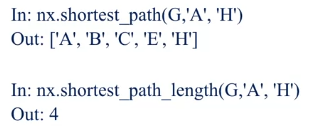 In: nx.shortest_path(G,'A', 'H')
Out: ['A', 'B', 'C', 'E', 'H']
In: nx.shortest_path_length(G,'A', 'H')
Out: 4